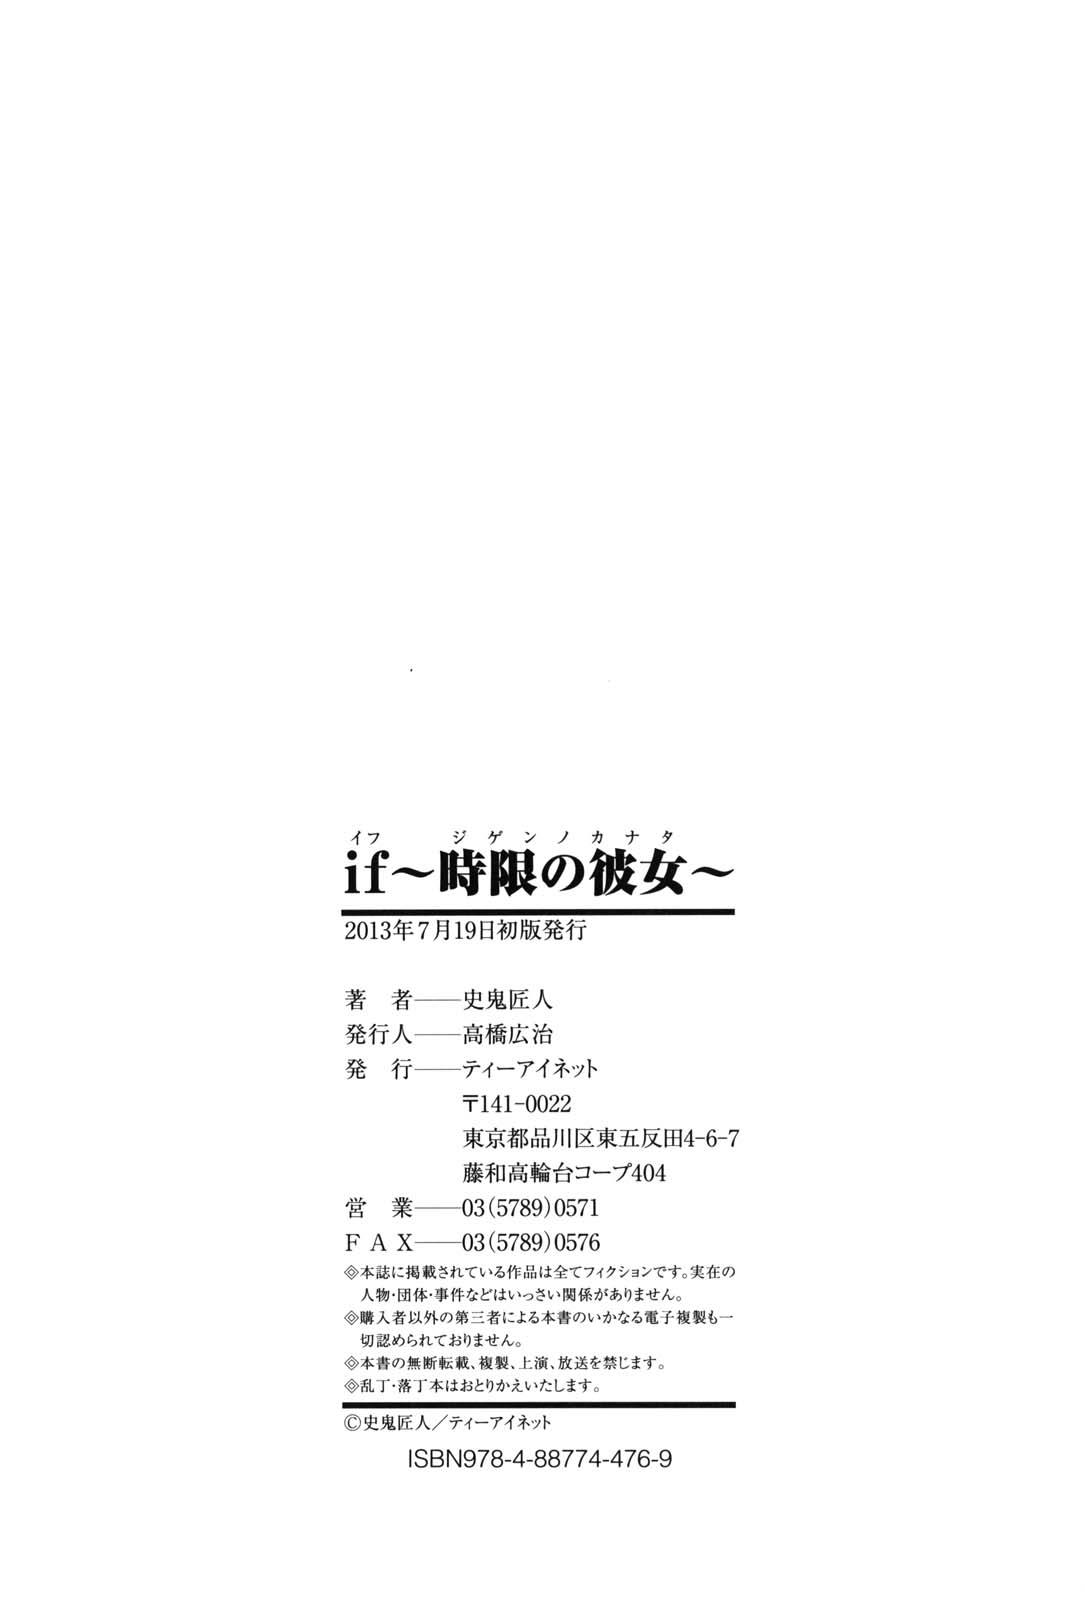 イフ ジゲンノカナタ
if〜時限の彼女〜
2013年7月19日初版発行
著　者――史鬼匠人
発行人――高橋広治
発　行――ティーアイネット
〒141-0022
東京都品川区東五反田4-6-7
藤和高輪台コープ404
営　業――03(5789)0571
ＦＡＸ――03(5789)0576
◈本誌に掲載されている作品は全てフィクションです。実在の
人物・団体・事件などはいっさい関係がありません。
◈購入者以外の第三者による本書のいかなる電子複製も一
切認められておりません。
◈本書の無断転載、複製、上演、放送を禁じます。
◈乱丁・落丁本はおとりかえいたします。
©史鬼匠人／ティーアイネット
ISBN978-4-88774-476-9